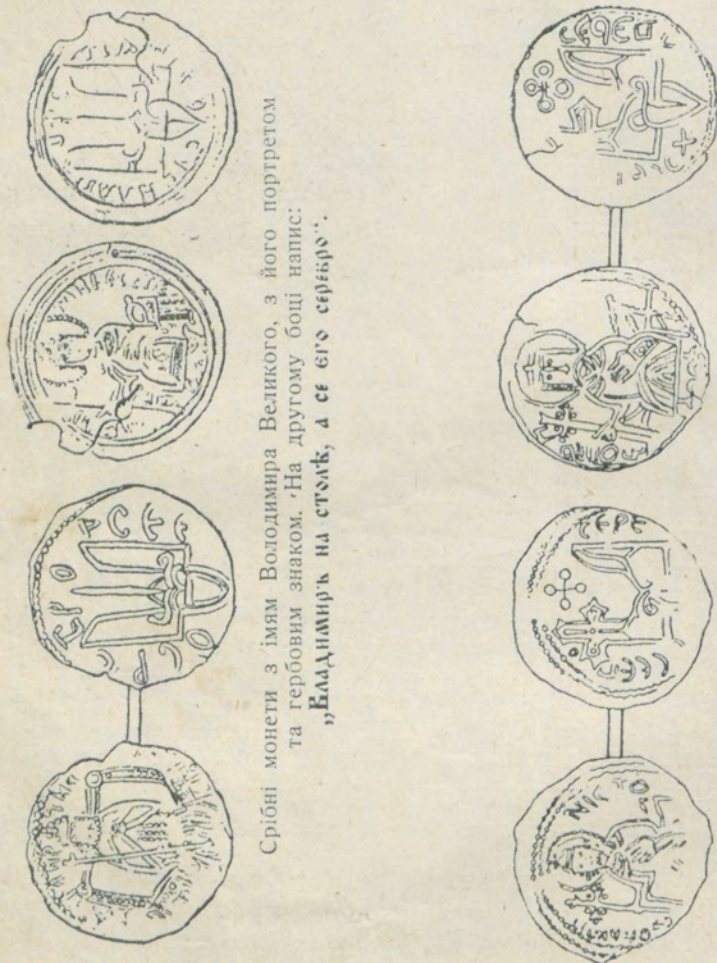 Срібні монети з імям Володимира Великого, з його портретом
та гербовим знаком. На другому боці напис:
„Владимиръ на столѣ, а се его серебро“.